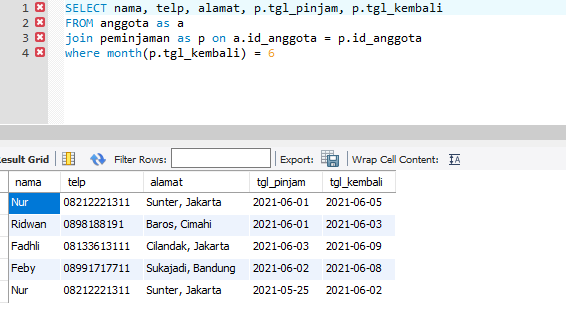 1 SELECT nama, telp, alamat, p.tgl_pinjam, p.tgl_kembali
2 FROM anggota as a
3 join peminjaman as p on a.id_anggota = p.id_anggota
4 where month(p.tgl_kembali) = 6
esult Grid Filter Rows: Export: Wrap Cell Content:
nama telp alamat tgl_pinjam tgl_kembali
Nur 08212221311 Sunter, Jakarta 2021-06-01 2021-06-05
Ridwan 0898188191 Baros, Cimahi 2021-06-01 2021-06-03
Fadhli 08133613111 Cilandak, Jakarta 2021-06-03 2021-06-09
Feby 08991717711 Sukajadi, Bandung 2021-06-02 2021-06-08
Nur 08212221311 Sunter, Jakarta 2021-05-25 2021-06-02